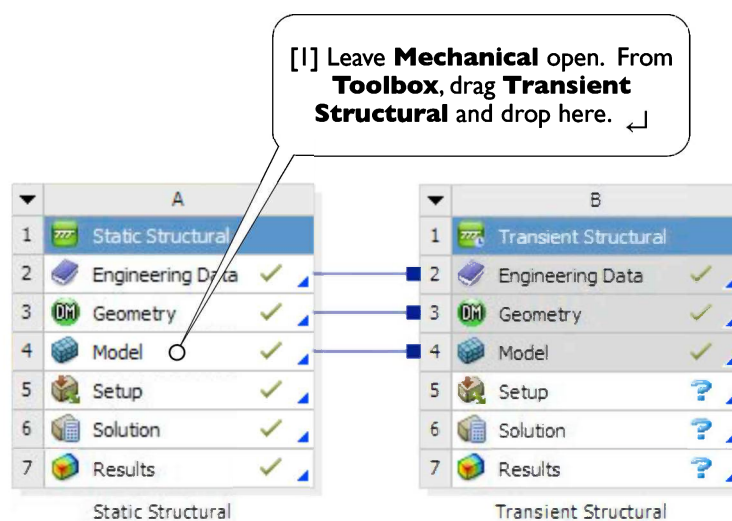 [1] Leave Mechanical open. From
Toolbox, drag Transient
Structural and drop here.
A
1 Static Structural
2 Engineering Data
3 DM Geometry
4 Model
5 Setup
6 Solution
7 Results
Static Structural
B
1 Transient Structural
2 Engineering Data
3 DM Geometry
4 Model
5 Setup ?
6 Solution ?
7 Results ?
Transient Structural